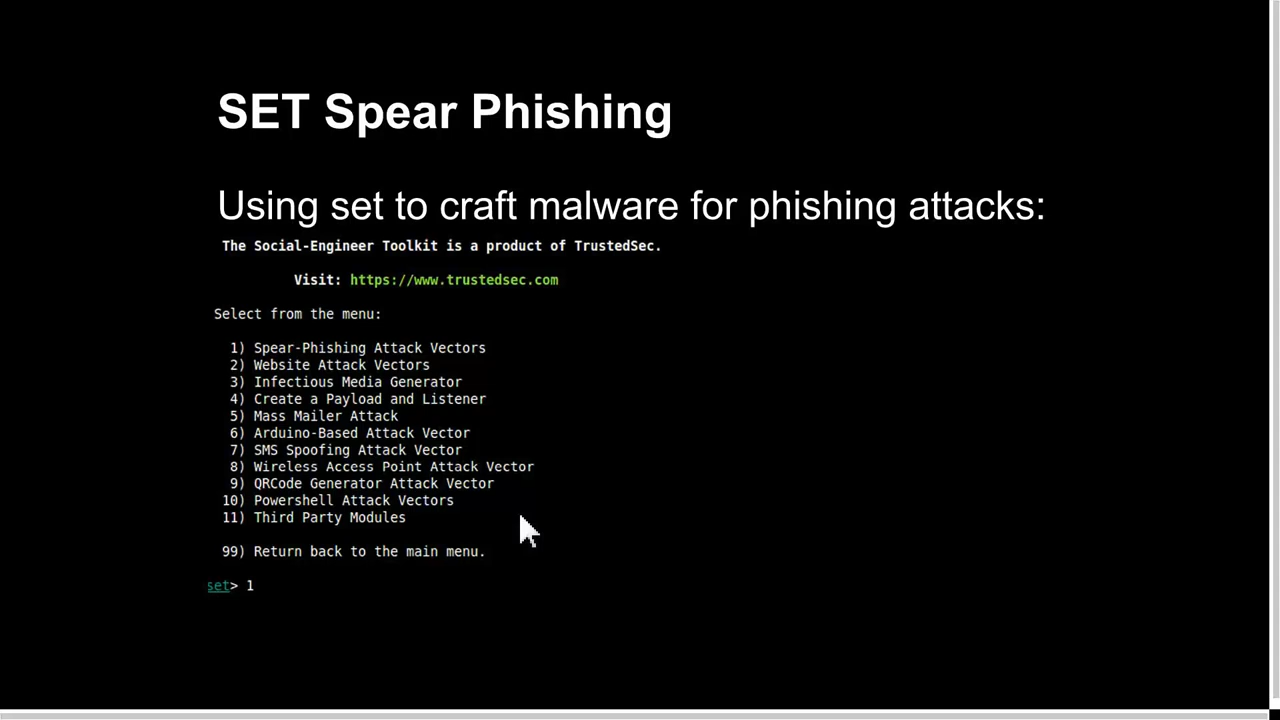 SET Spear Phishing
Using set to craft malware for phishing attacks:
The Social-Engineer Toolkit is a product of TrustedSec.
Visit: https://www.trustedsec.com
Select from the menu:
1) Spear-Phishing Attack Vectors
2) Website Attack Vectors
3) Infectious Media Generator
4) Create a Payload and Listener
5) Mass Mailer Attack
6) Arduino-Based Attack Vector
7) SMS Spoofing Attack Vector
8) Wireless Access Point Attack Vector
9) QRCode Generator Attack Vector
10) Powershell Attack Vectors
11) Third Party Modules
99) Return back to the main menu.
set> 1